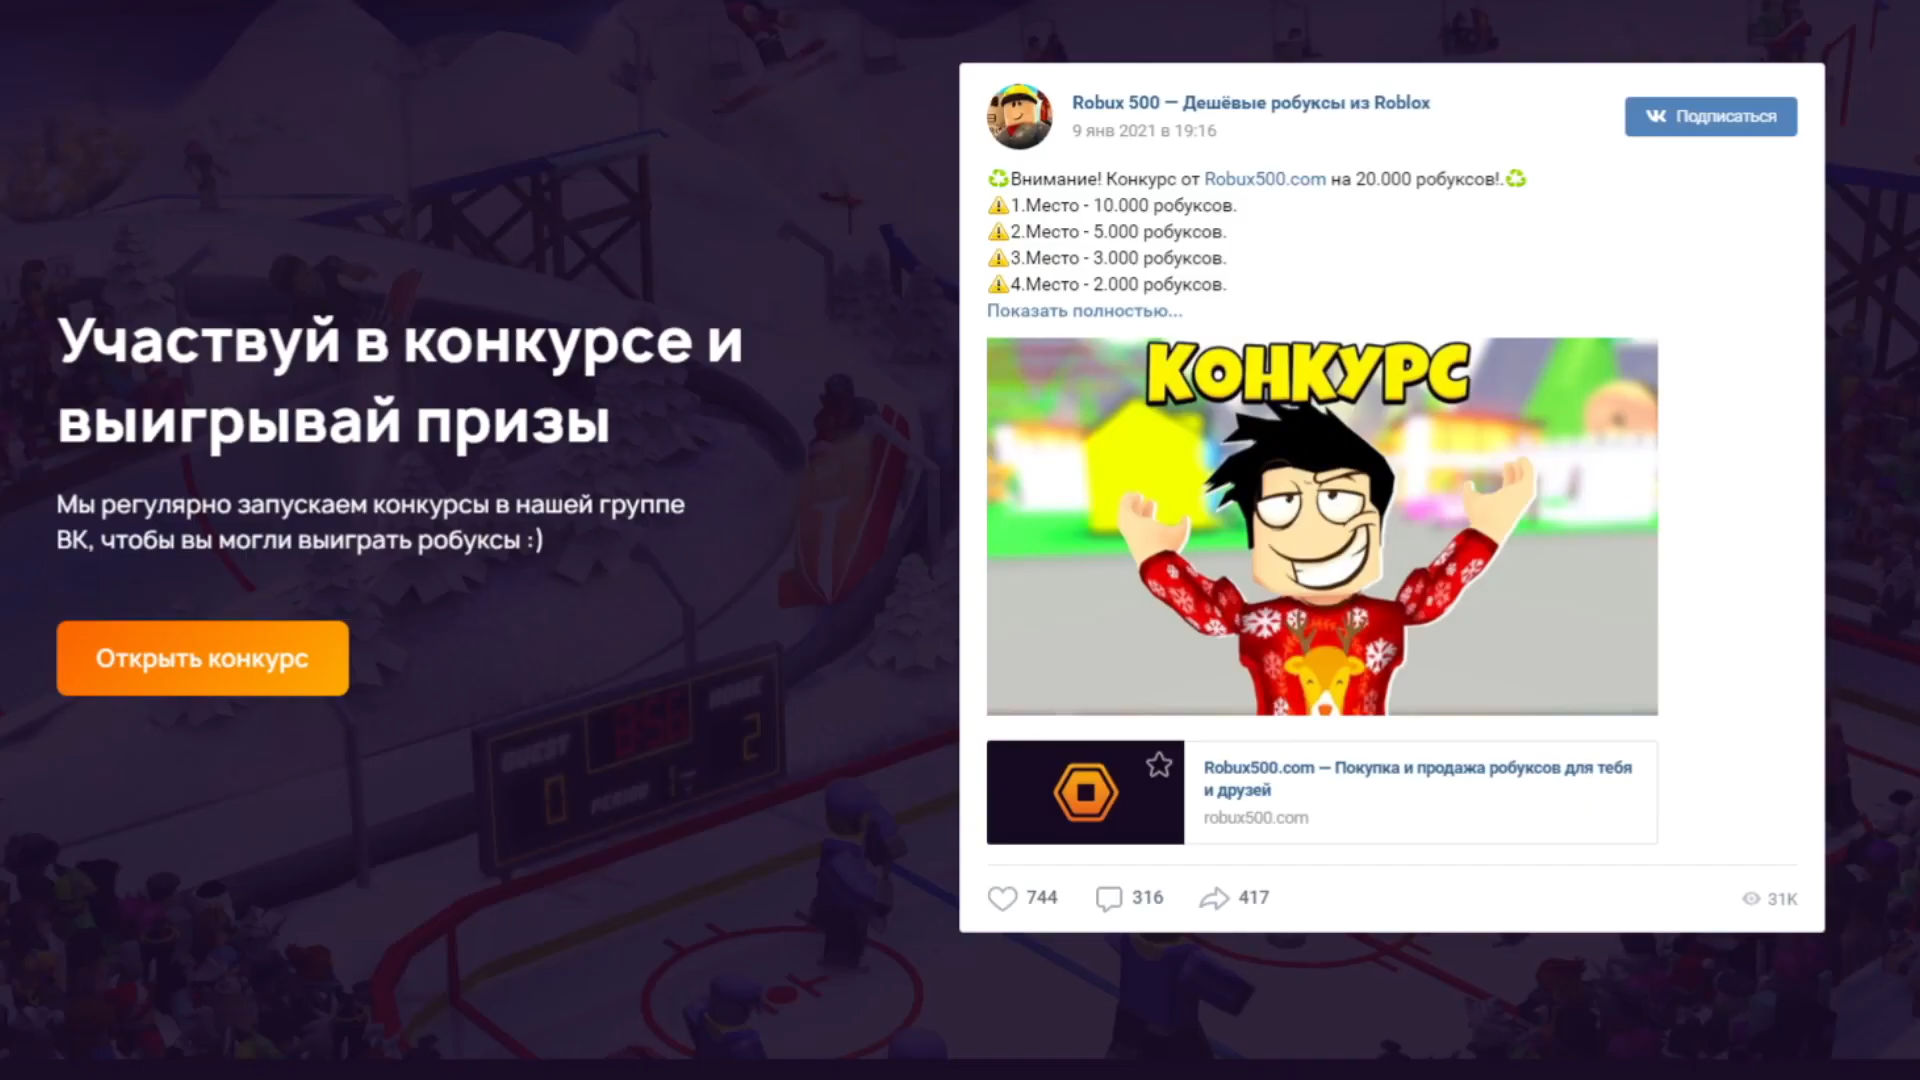 Участвуй в конкурсе и
выигрывай призы
Мы регулярно запускаем конкурсы в нашей группе
ВК, чтобы вы могли выиграть робуксы :)
Открыть конкурс
Robux 500 — Дешёвые робуксы из Roblox
9 янв 2021 в 19:16
Подписаться
Внимание! Конкурс от Robux500.com на 20.000 робуксов!.
1.Место - 10.000 робуксов.
2.Место - 5.000 робуксов.
3.Место - 3.000 робуксов.
4.Место - 2.000 робуксов.
Показать полностью...
КОНКУРС
Robux500.com — Покупка и продажа робуксов для тебя
и друзей
robux500.com
744
316
417
31K
8:56
0
2